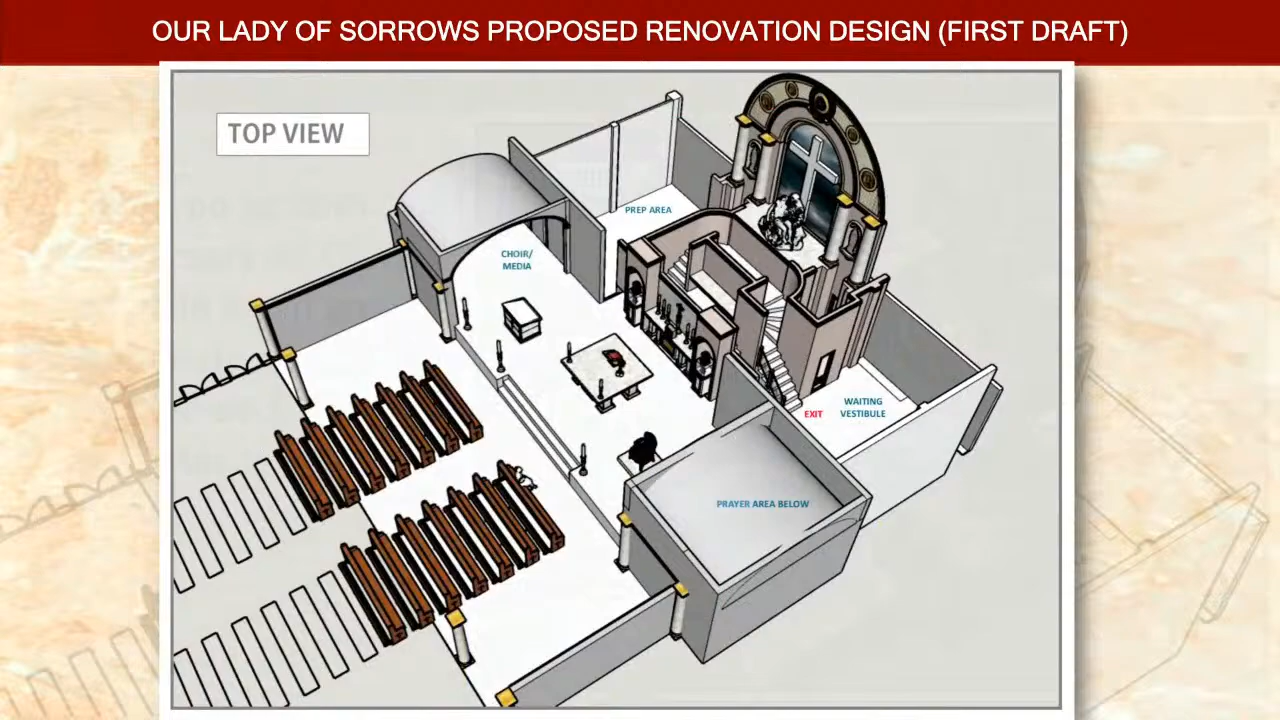 OUR LADY OF SORROWS PROPOSED RENOVATION DESIGN (FIRST DRAFT)
TOP VIEW
PREP AREA
CHOIR/
MEDIA
EXIT
WAITING
VESTIBULE
PRAYER AREA BELOW